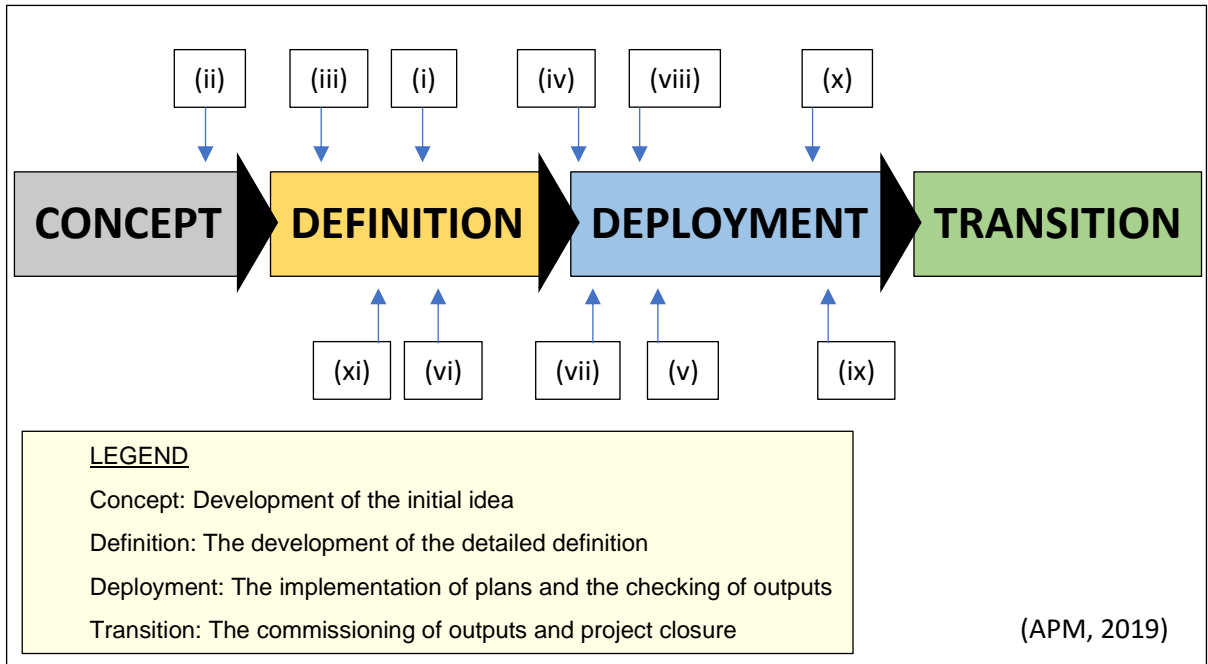 (ii) (iii) (i) (iv) (viii) (x)
CONCEPT DEFINITION DEPLOYMENT TRANSITION
(xi) (vi) (vii) (v) (ix)
LEGEND
Concept: Development of the initial idea
Definition: The development of the detailed definition
Deployment: The implementation of plans and the checking of outputs
Transition: The commissioning of outputs and project closure
(APM, 2019)